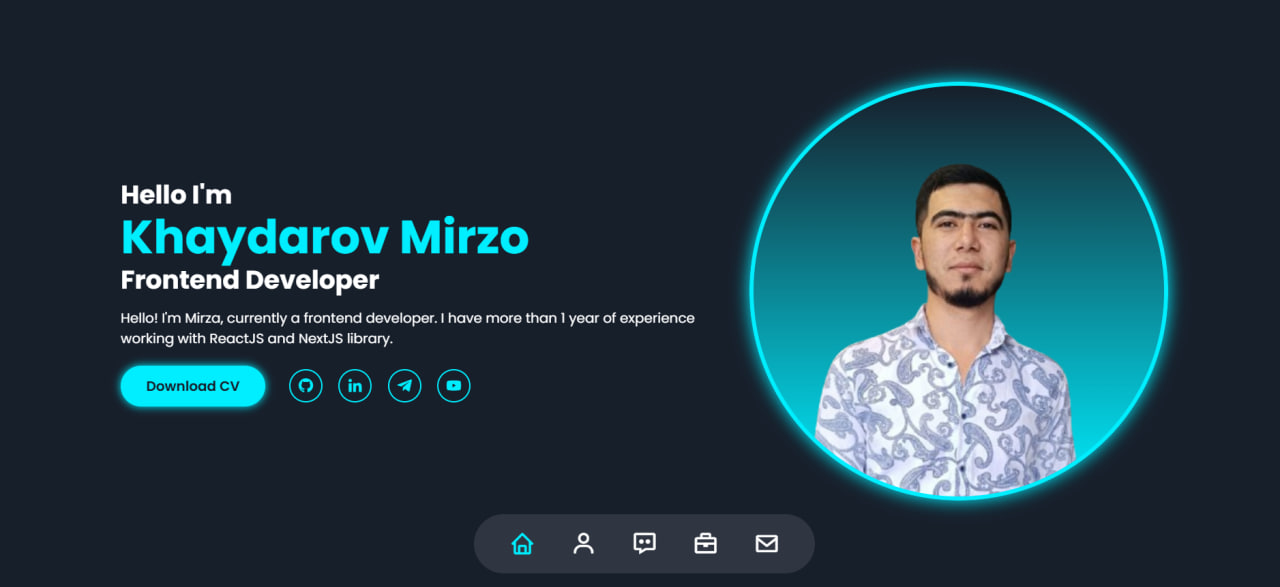 Hello I'm
Khaydarov Mirzo
Frontend Developer
Hello! I'm Mirza, currently a frontend developer. I have more than 1 year of experience
working with ReactJS and NextJS library.
Download CV
in